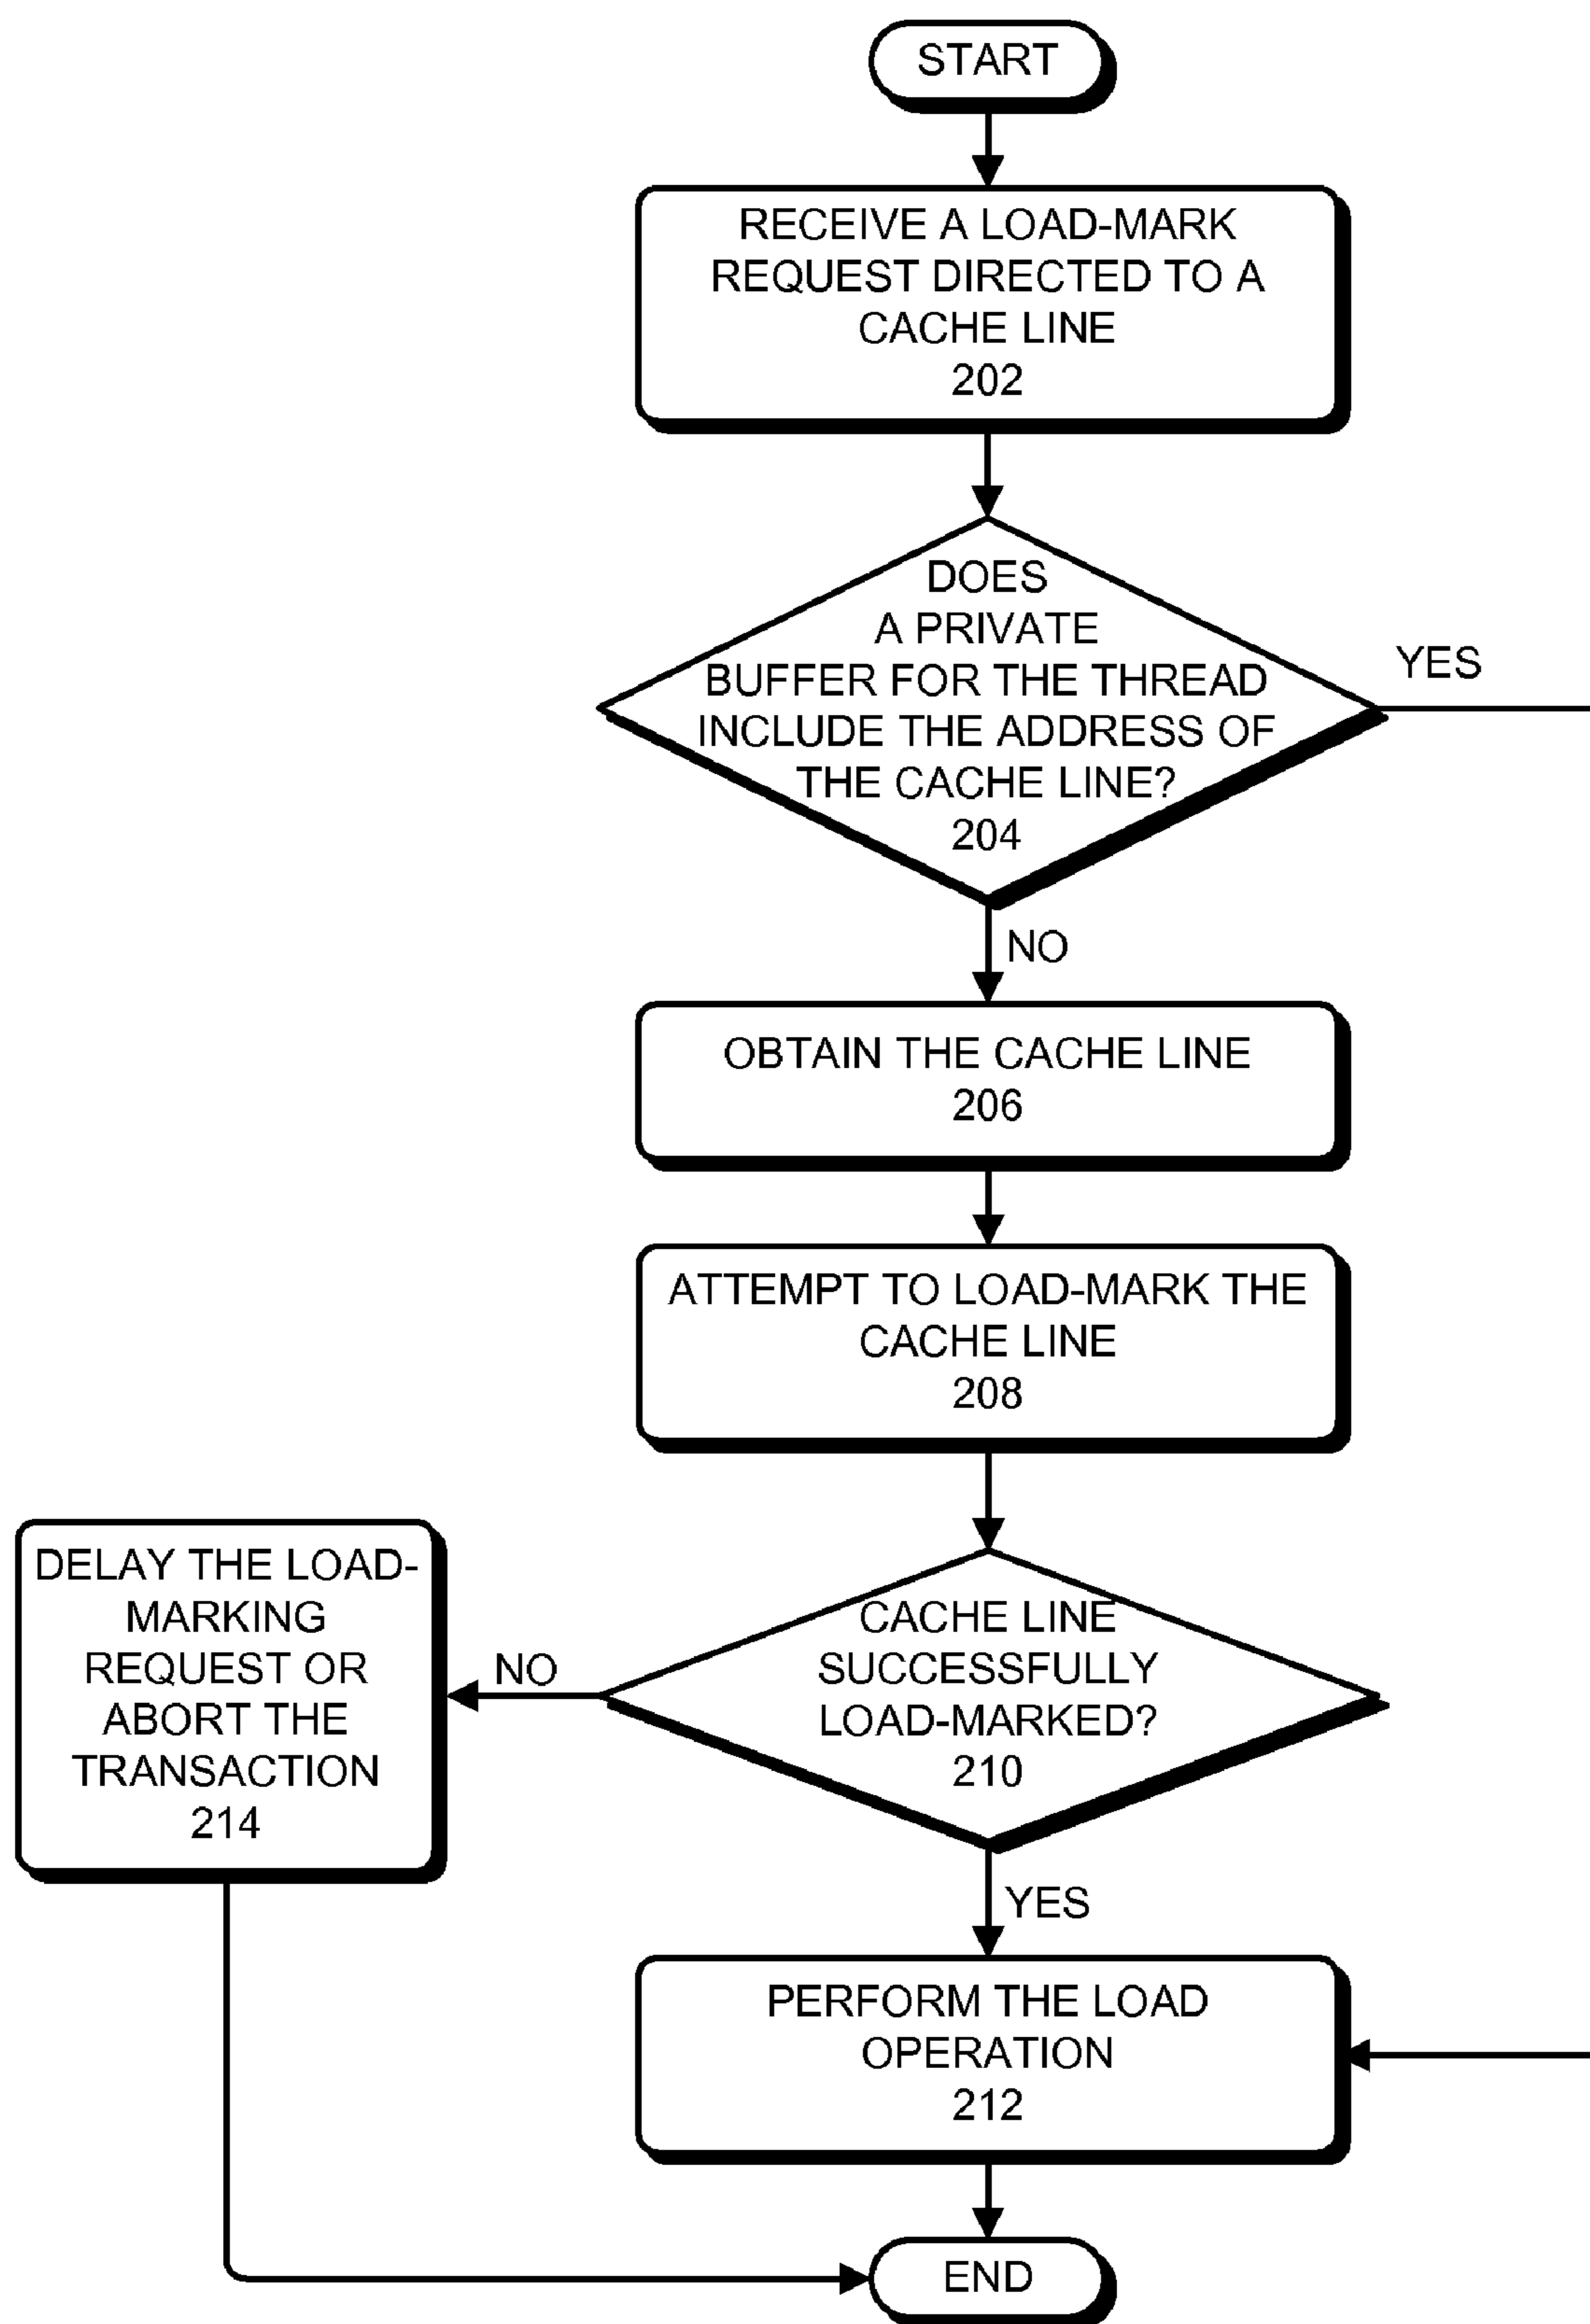 START
RECEIVE A LOAD-MARK
REQUEST DIRECTED TO A
CACHE LINE
202
DOES
A PRIVATE
BUFFER FOR THE THREAD
INCLUDE THE ADDRESS OF
THE CACHE LINE?
204
YES
NO
OBTAIN THE CACHE LINE
206
ATTEMPT TO LOAD-MARK THE
CACHE LINE
208
CACHE LINE
SUCCESSFULLY
LOAD-MARKED?
210
NO
DELAY THE LOAD-
MARKING
REQUEST OR
ABORT THE
TRANSACTION
214
YES
PERFORM THE LOAD
OPERATION
212
END